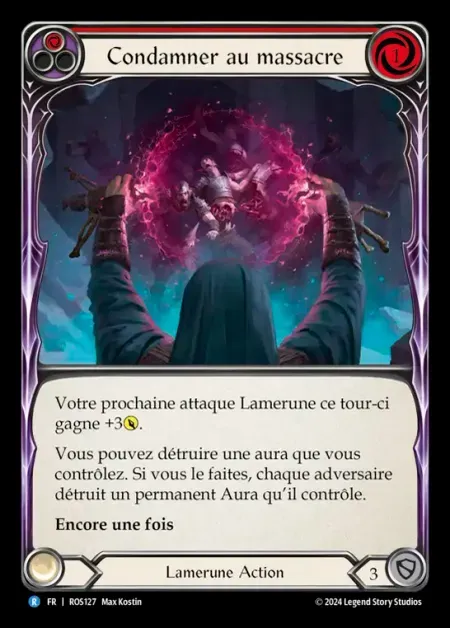 Condamner au massacre
1
Votre prochaine attaque Lamerune ce tour-ci
gagne +3.
Vous pouvez détruire une aura que vous
contrôlez. Si vous le faites, chaque adversaire
détruit un permanent Aura qu'il contrôle.
Encore une fois
Lamerune Action
3
R FR | ROS127 Max Kostin
© 2024 Legend Story Studios